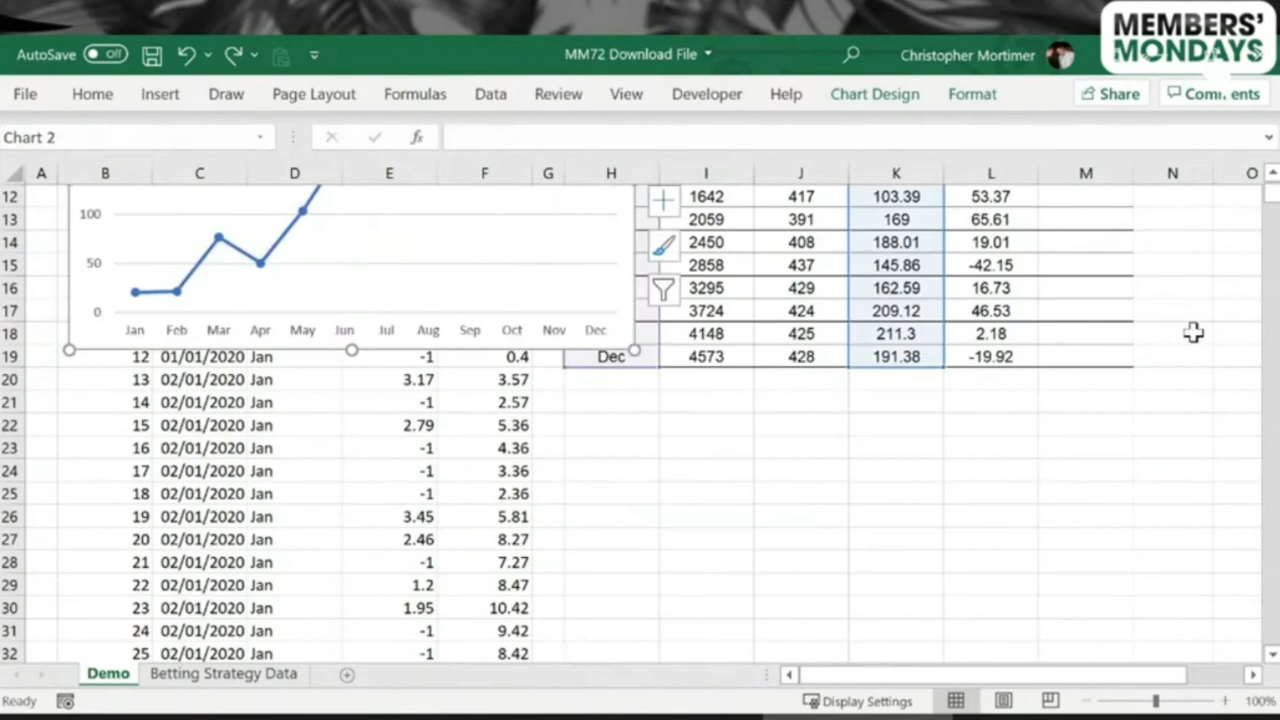 MEMBERS'
MONDAYS
AutoSave Off MM72 Download File Christopher Mortimer
File Home Insert Draw Page Layout Formulas Data Review View Developer Help Chart Design Format Share
Chart 2 fx
A B C D E F G H I J K L M N O
12 1642 417 103.39 53.37
13 100 2059 391 169 65.61
14 2450 408 188.01 19.01
15 50 2858 437 145.86 -42.15
16 3295 429 162.59 16.73
17 0 3724 424 209.12 46.53
18 Jan Feb Mar Apr May Jun Jul Aug Sep Oct Nov Dec 4148 425 211.3 2.18
19 12 01/01/2020 Jan -1 0.4 Dec 4573 428 191.38 -19.92
20 13 02/01/2020 Jan 3.17 3.57
21 14 02/01/2020 Jan -1 2.57
22 15 02/01/2020 Jan 2.79 5.36
23 16 02/01/2020 Jan -1 4.36
24 17 02/01/2020 Jan -1 3.36
25 18 02/01/2020 Jan -1 2.36
26 19 02/01/2020 Jan 3.45 5.81
27 20 02/01/2020 Jan 2.46 8.27
28 21 02/01/2020 Jan -1 7.27
29 22 02/01/2020 Jan 1.2 8.47
30 23 02/01/2020 Jan 1.95 10.42
31 24 02/01/2020 Jan -1 9.42
32 25 02/01/2020 Jan -1 8.42
Demo Betting Strategy Data
Ready Display Settings 100%